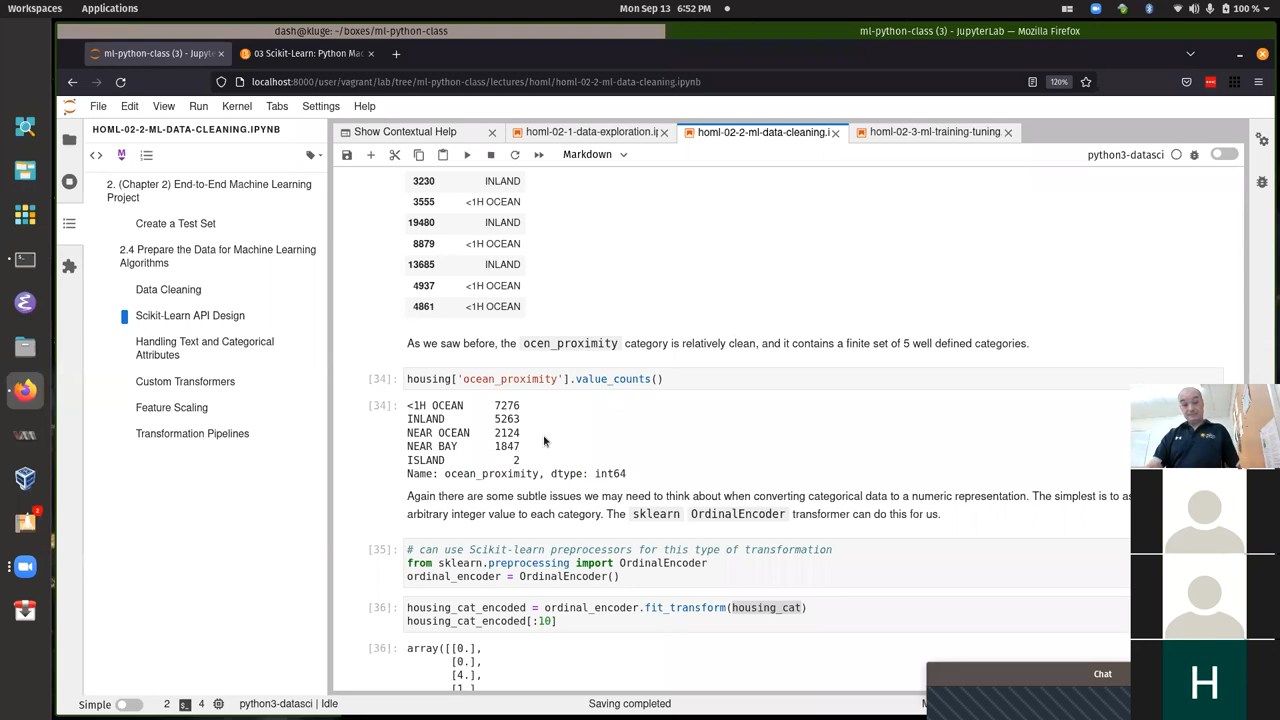 Workspaces Applications Mon Sep 13 6:52 PM 100 %
dash@kluge: ~/boxes/ml-python-class ml-python-class (3) - JupyterLab — Mozilla Firefox
ml-python-class (3) - Jupyte 03 Scikit-Learn: Python Mac
localhost:8000/user/vagrant/lab/tree/ml-python-class/lectures/homl/homl-02-2-ml-data-cleaning.ipynb 120%
File Edit View Run Kernel Tabs Settings Help
HOML-02-2-ML-DATA-CLEANING.IPYNB
Show Contextual Help homl-02-1-data-exploration.i homl-02-2-ml-data-cleaning.i homl-02-3-ml-training-tuning.
Markdown python3-datasci
2. (Chapter 2) End-to-End Machine Learning
Project
Create a Test Set
2.4 Prepare the Data for Machine Learning
Algorithms
Data Cleaning
Scikit-Learn API Design
Handling Text and Categorical
Attributes
Custom Transformers
Feature Scaling
Transformation Pipelines
3230 INLAND
3555 <1H OCEAN
19480 INLAND
8879 <1H OCEAN
13685 INLAND
4937 <1H OCEAN
4861 <1H OCEAN
As we saw before, the ocen_proximity category is relatively clean, and it contains a finite set of 5 well defined categories.
[34]: housing['ocean_proximity'].value_counts()
[34]: <1H OCEAN 7276
INLAND 5263
NEAR OCEAN 2124
NEAR BAY 1847
ISLAND 2
Name: ocean_proximity, dtype: int64
Again there are some subtle issues we may need to think about when converting categorical data to a numeric representation. The simplest is to as
arbitrary integer value to each category. The sklearn OrdinalEncoder transformer can do this for us.
[35]: # can use Scikit-learn preprocessors for this type of transformation
from sklearn.preprocessing import OrdinalEncoder
ordinal_encoder = OrdinalEncoder()
[36]: housing_cat_encoded = ordinal_encoder.fit_transform(housing_cat)
housing_cat_encoded[:10]
[36]: array([[0.],
[0.],
[4.],
[1.]
Chat
H
Simple 2 4 python3-datasci | Idle Saving completed